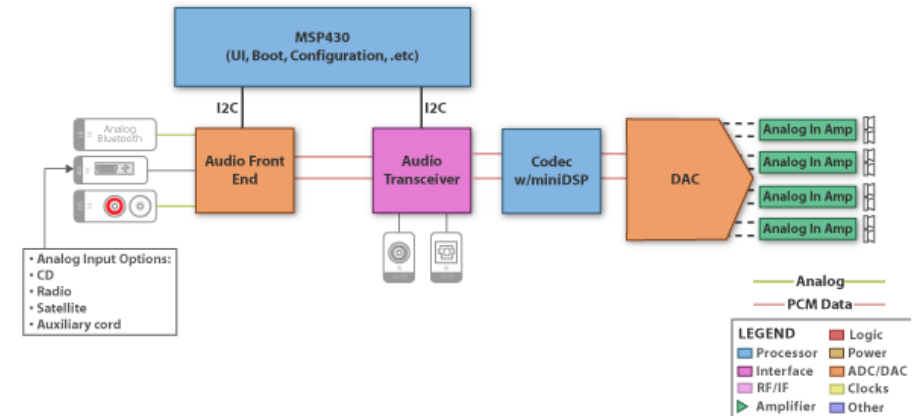 MSP430
(UI, Boot, Configuration, .etc)
I2C
I2C
Analog
Bluetooth
Audio Front
End
Audio
Transceiver
Codec
w/miniDSP
DAC
Analog In Amp
Analog In Amp
Analog In Amp
Analog In Amp
• Analog Input Options:
• CD
• Radio
• Satellite
• Auxiliary cord
Analog
PCM Data
LEGEND
Logic
Processor
Power
Interface
ADC/DAC
RF/IF
Clocks
Amplifier
Other